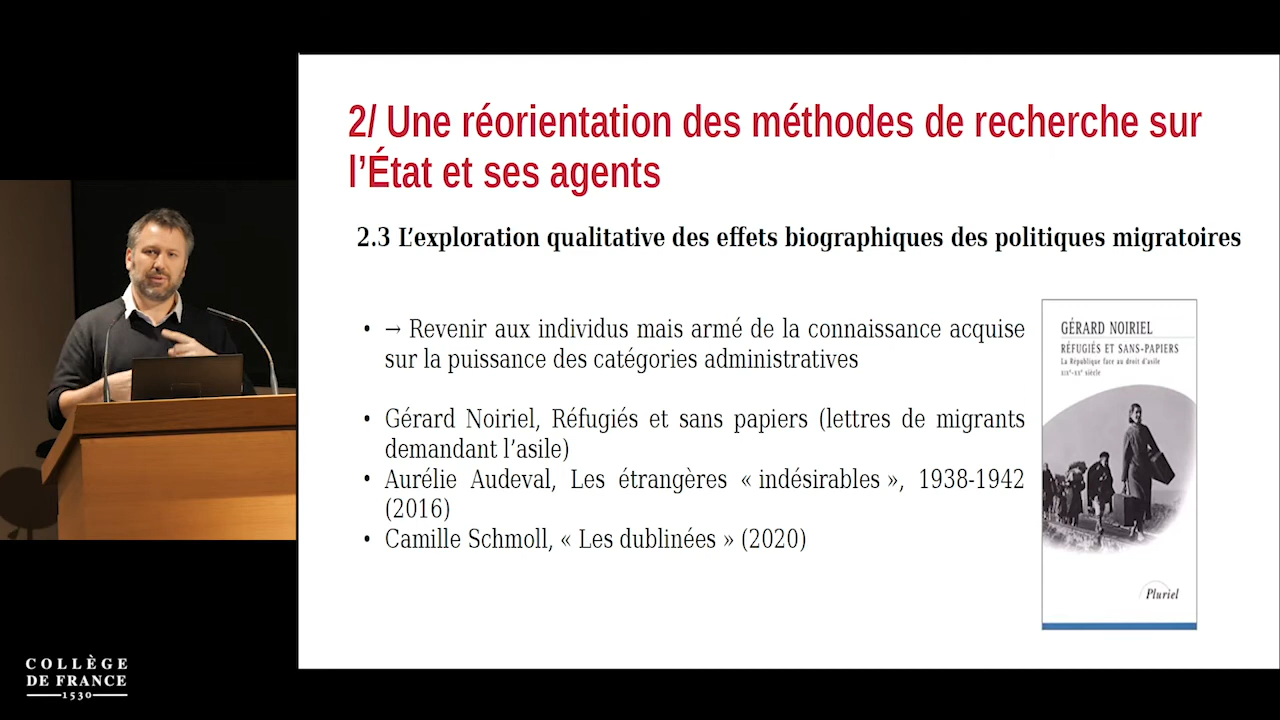 2/ Une réorientation des méthodes de recherche sur
l’État et ses agents
2.3 L’exploration qualitative des effets biographiques des politiques migratoires
• → Revenir aux individus mais armé de la connaissance acquise
sur la puissance des catégories administratives
• Gérard Noiriel, Réfugiés et sans papiers (lettres de migrants
demandant l’asile)
• Aurélie Audeval, Les étrangères « indésirables », 1938-1942
(2016)
• Camille Schmoll, « Les dublinées » (2020)
GÉRARD NOIRIEL
RÉFUGIÉS ET SANS-PAPIERS
La République face au droit d’asile
XIXᵉ-XXᵉ siècle
Pluriel
COLLÈGE
DE FRANCE
1530